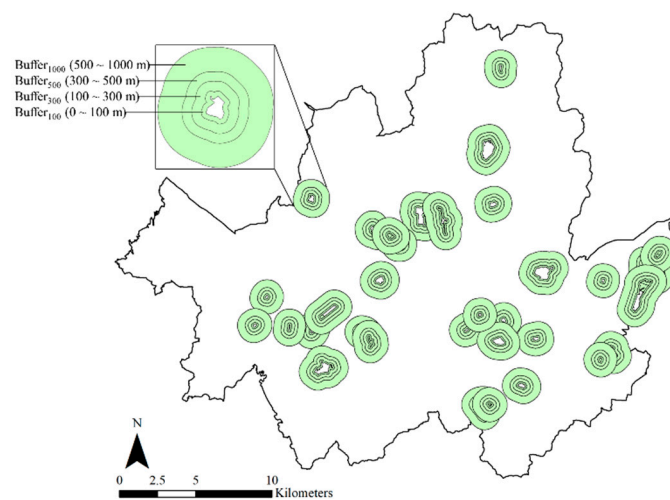 Buffer1000 (500 ~ 1000 m)
Buffer500 (300 ~ 500 m)
Buffer300 (100 ~ 300 m)
Buffer100 (0 ~ 100 m)
N
0 2.5 5 10
Kilometers